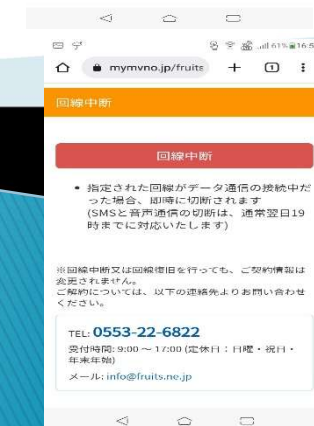 61% 16:5
mymvno.jp/fruits
1
回線中断
回線中断
• 指定された回線がデータ通信の接続中だ
った場合、即時に切断されます
(SMSと音声通信の切断は、通常翌日19
時までに対応いたします)
※回線中断又は回線復旧を行っても、ご契約情報は
変更されません。
ご解約については、以下の連絡先よりお問い合わせ
ください。
TEL: 0553-22-6822
受付時間: 9:00 ～ 17:00 (定休日：日曜・祝日・
年末年始)
メール: info@fruits.ne.jp